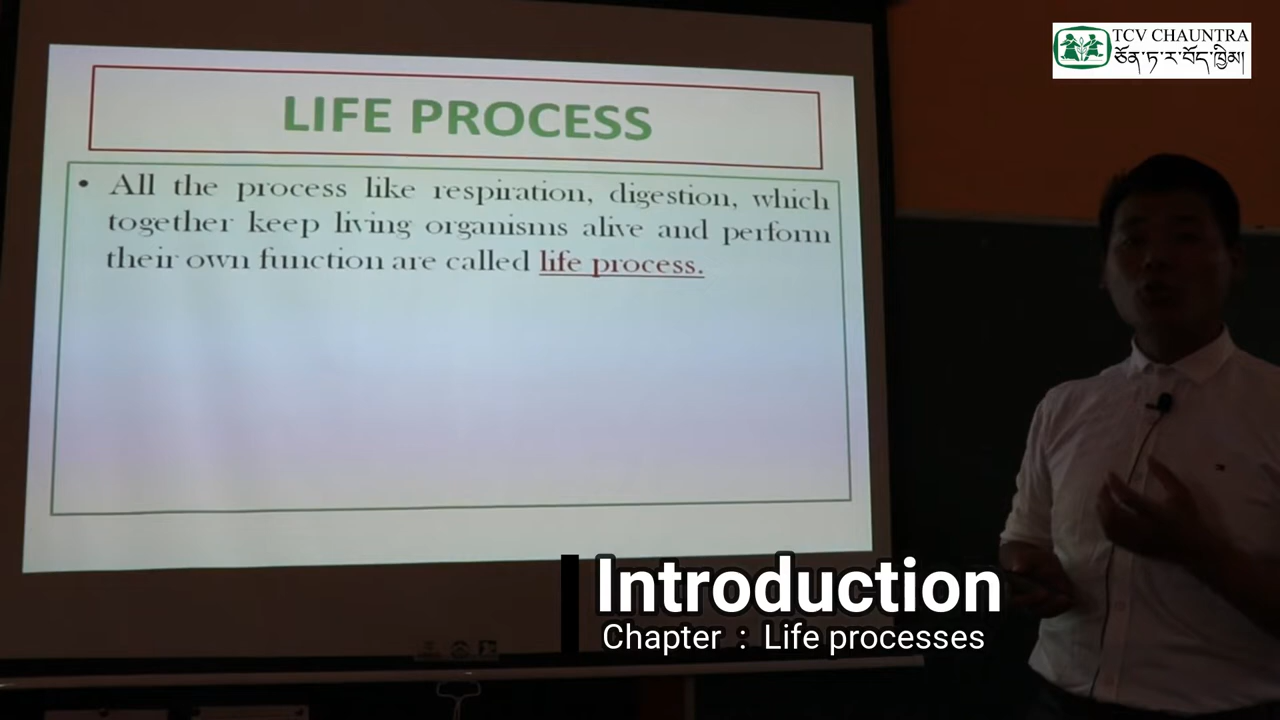 TCV CHAUNTRA
ཅོན་ཏ་ར་བོད་ཁྱིམ།
LIFE PROCESS
• All the process like respiration, digestion, which
together keep living organisms alive and perform
their own function are called life process.
Introduction
Chapter : Life processes